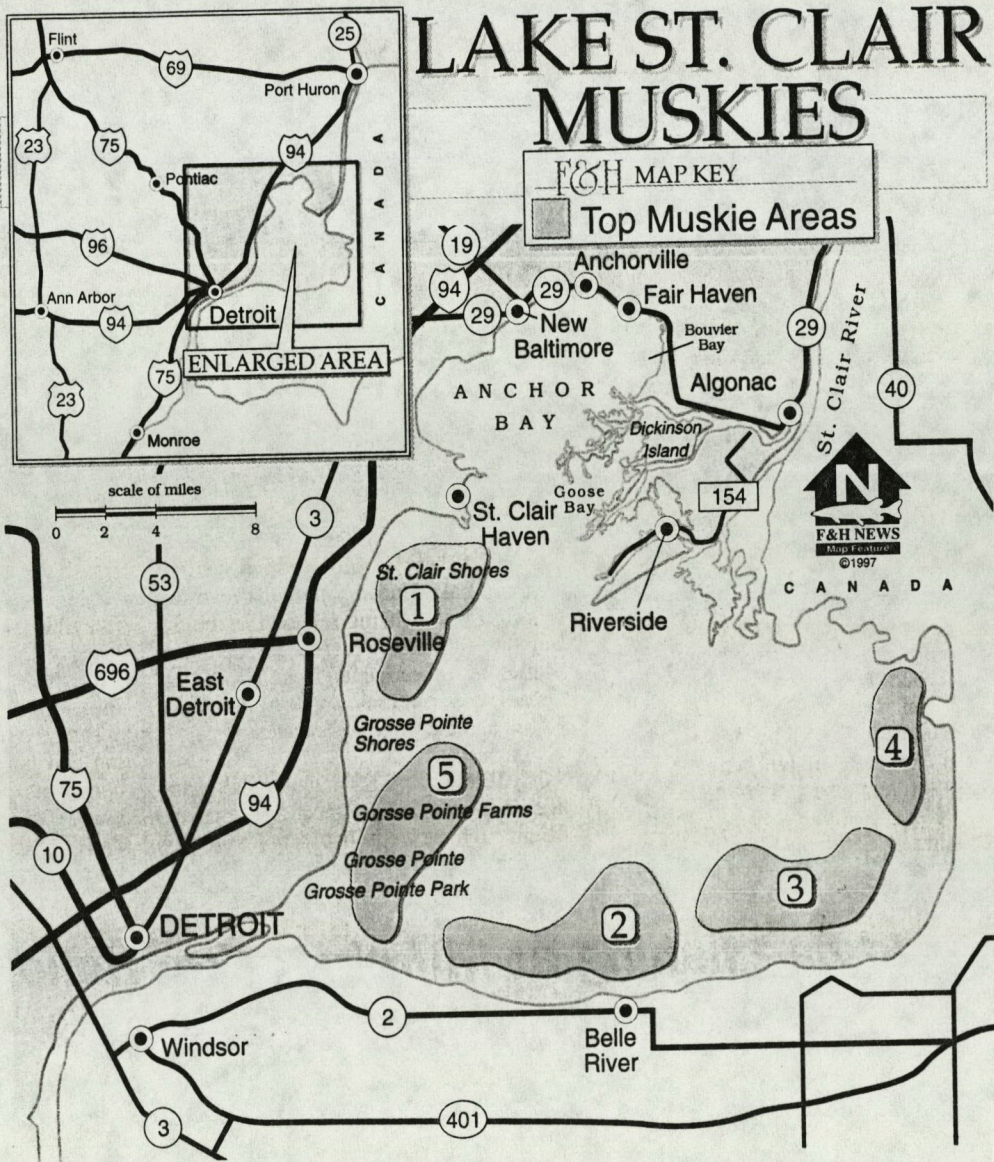 LAKE ST. CLAIR
MUSKIES
F&H MAP KEY
Top Muskie Areas
Flint
69
25
Port Huron
23
75
94
Pontiac
CANADA
96
Ann Arbor
94
Detroit
ENLARGED AREA
75
23
Monroe
19
94
29
29
Anchorville
Fair Haven
New
Baltimore
Bouvier
Bay
29
St. Clair River
40
ANCHOR
BAY
Algonac
Dickinson
Island
154
Goose
Bay
St. Clair
Haven
N
F&H NEWS
Map Feature
©1997
CANADA
scale of miles
0 2 4 8
3
53
St. Clair Shores
1
Roseville
Riverside
696
East
Detroit
Grosse Pointe
Shores
4
5
75
94
Gorsse Pointe Farms
10
Grosse Pointe
Grosse Pointe Park
3
2
DETROIT
2
Windsor
Belle
River
401
3